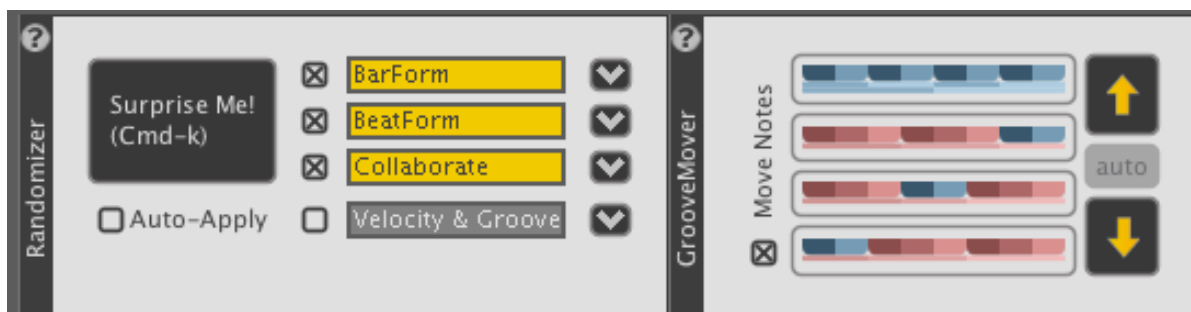 ?
Randomizer
Surprise Me!
(Cmd-k)
Auto-Apply
BarForm
BeatForm
Collaborate
Velocity & Groove
?
GrooveMover
Move Notes
auto